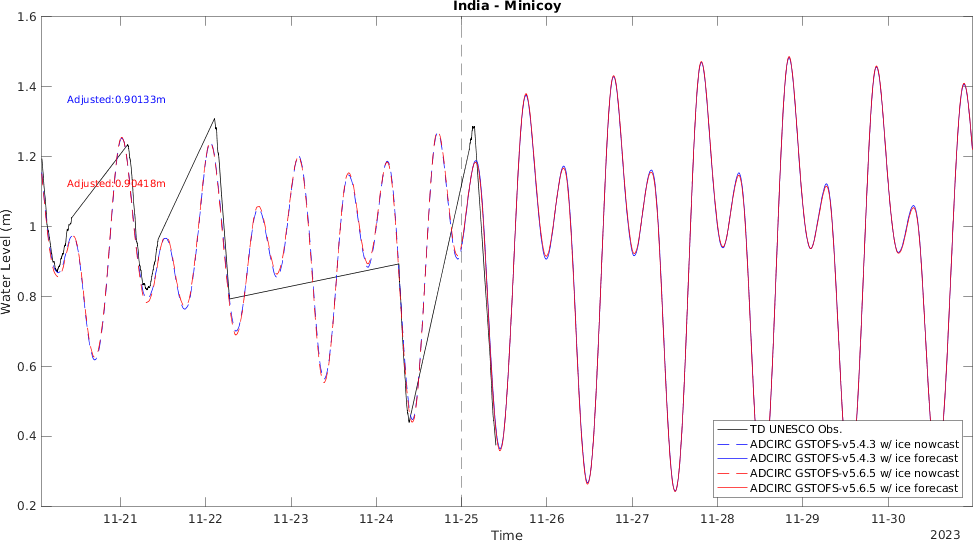 India - Minicoy
1.6
1.4
1.2
1
0.8
0.6
0.4
0.2
Water Level (m)
Adjusted:0.90133m
Adjusted:0.90418m
TD UNESCO Obs.
ADCIRC GSTOFS-v5.4.3 w/ ice nowcast
ADCIRC GSTOFS-v5.4.3 w/ ice forecast
ADCIRC GSTOFS-v5.6.5 w/ ice nowcast
ADCIRC GSTOFS-v5.6.5 w/ ice forecast
11-21 11-22 11-23 11-24 11-25 11-26 11-27 11-28 11-29 11-30
Time
2023